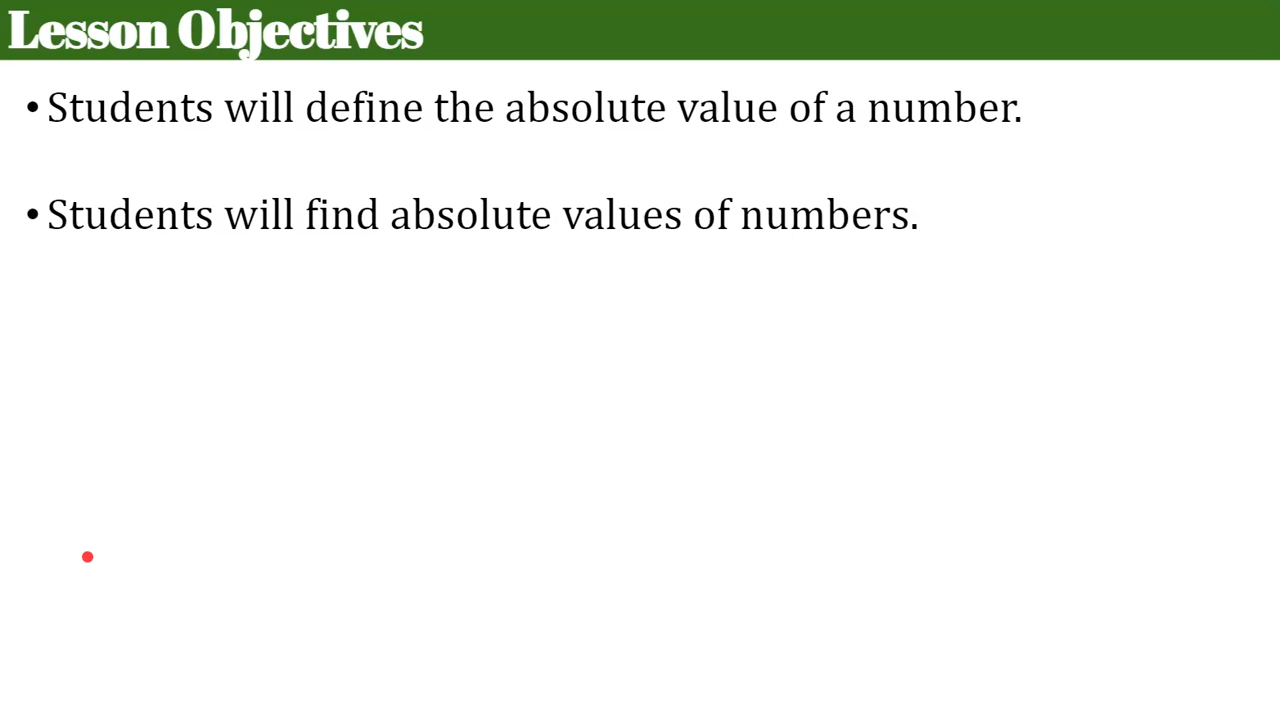 Lesson Objectives
• Students will define the absolute value of a number.
• Students will find absolute values of numbers.